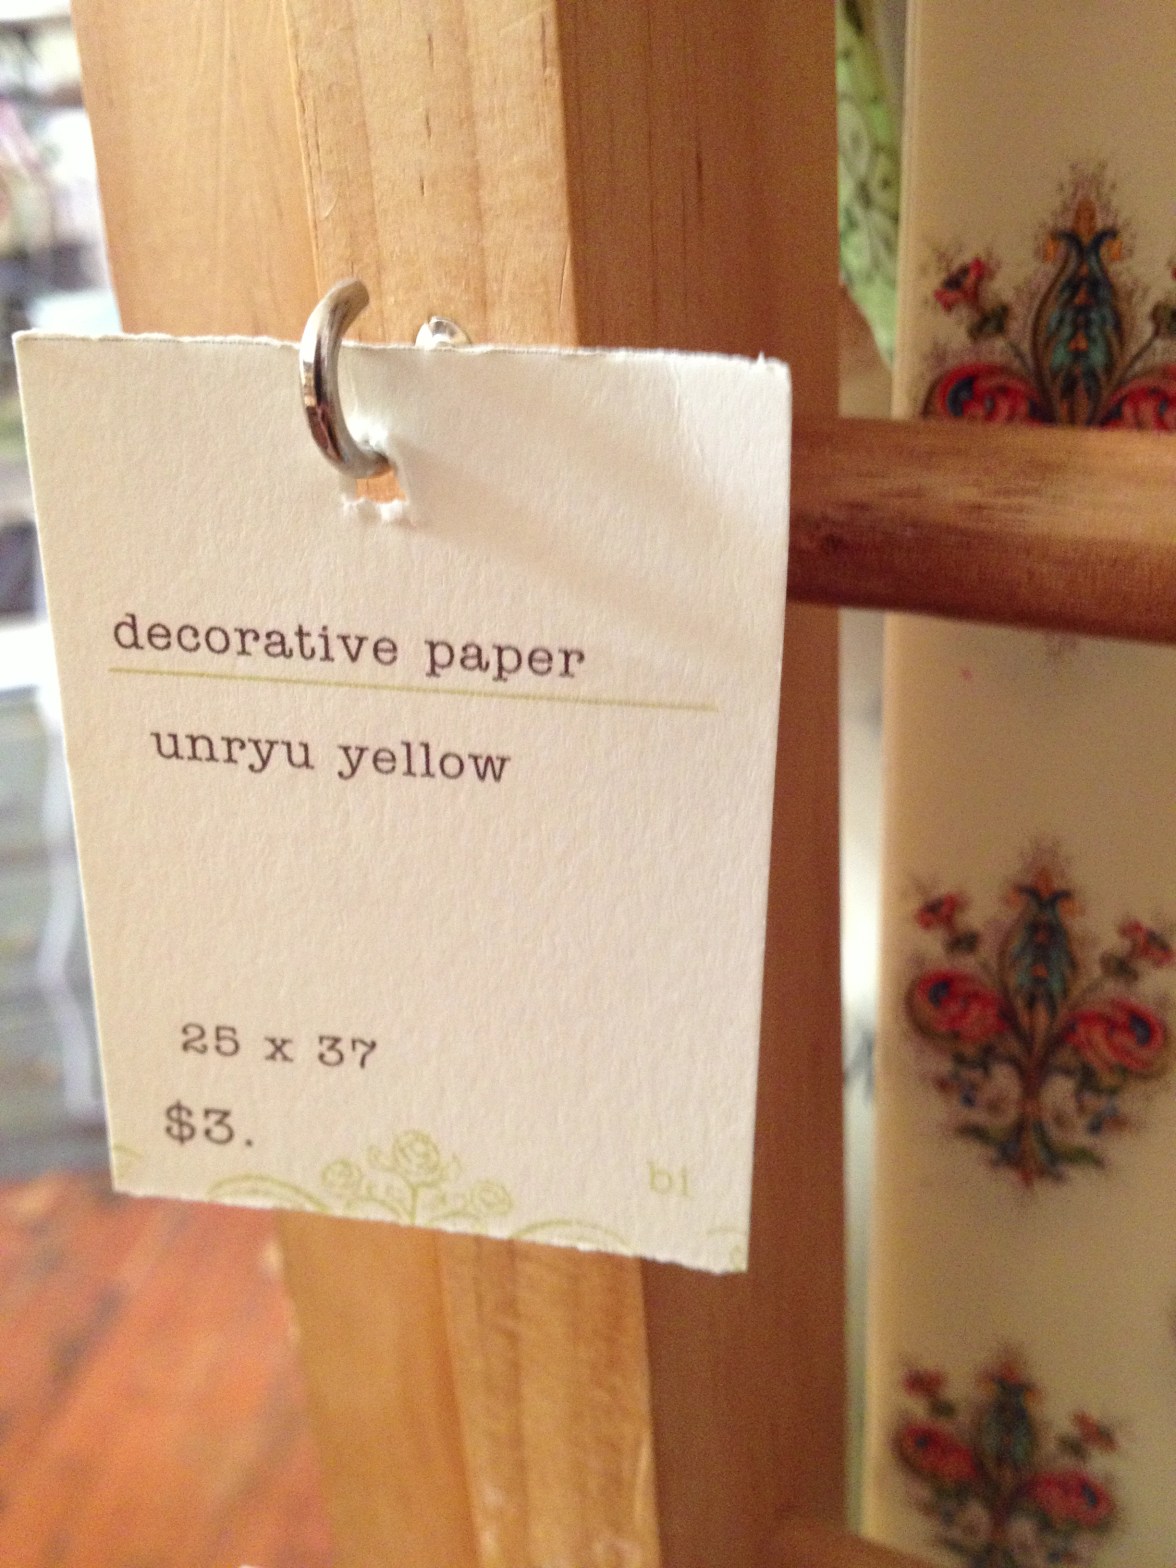 decorative paper
unryu yellow
25 x 37
$3.
b1